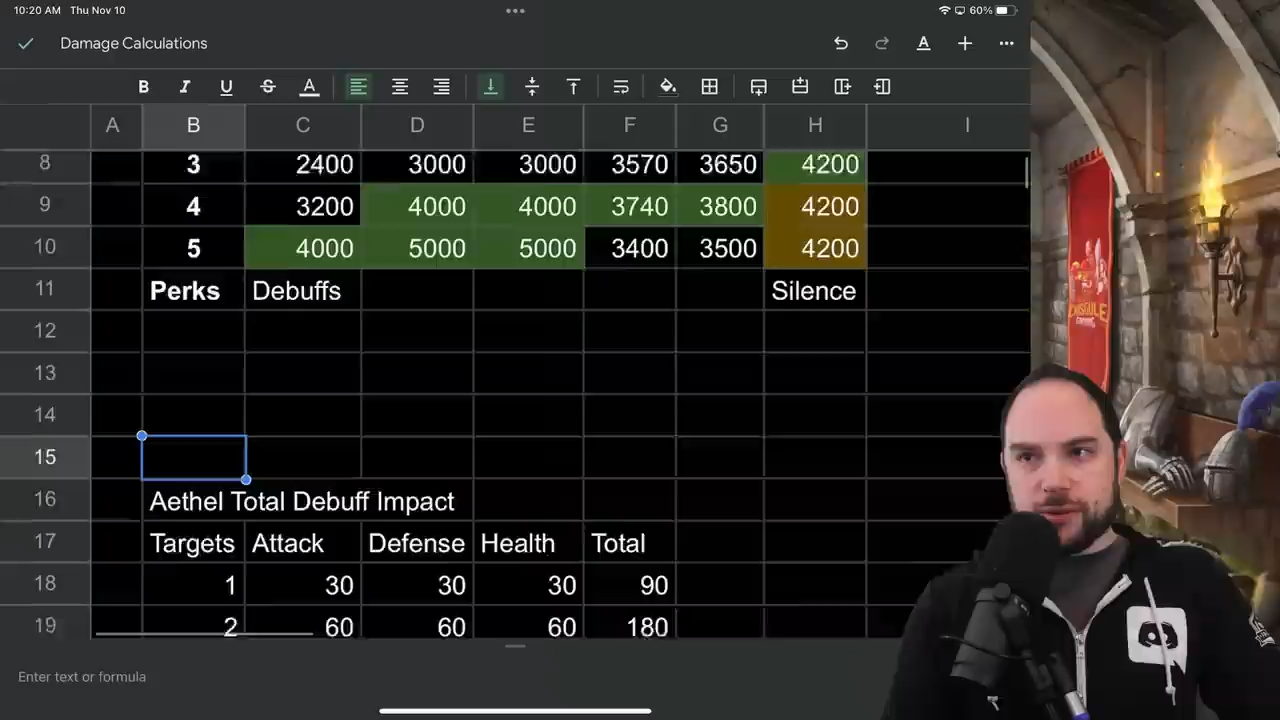 10:20 AM Thu Nov 10
60%
Damage Calculations
B I U S A
A B C D E F G H I
8 3 2400 3000 3000 3570 3650 4200
9 4 3200 4000 4000 3740 3800 4200
10 5 4000 5000 5000 3400 3500 4200
11 Perks Debuffs Silence
12
13
14
15
16 Aethel Total Debuff Impact
17 Targets Attack Defense Health Total
18 1 30 30 30 90
19 2 60 60 60 180
Enter text or formula